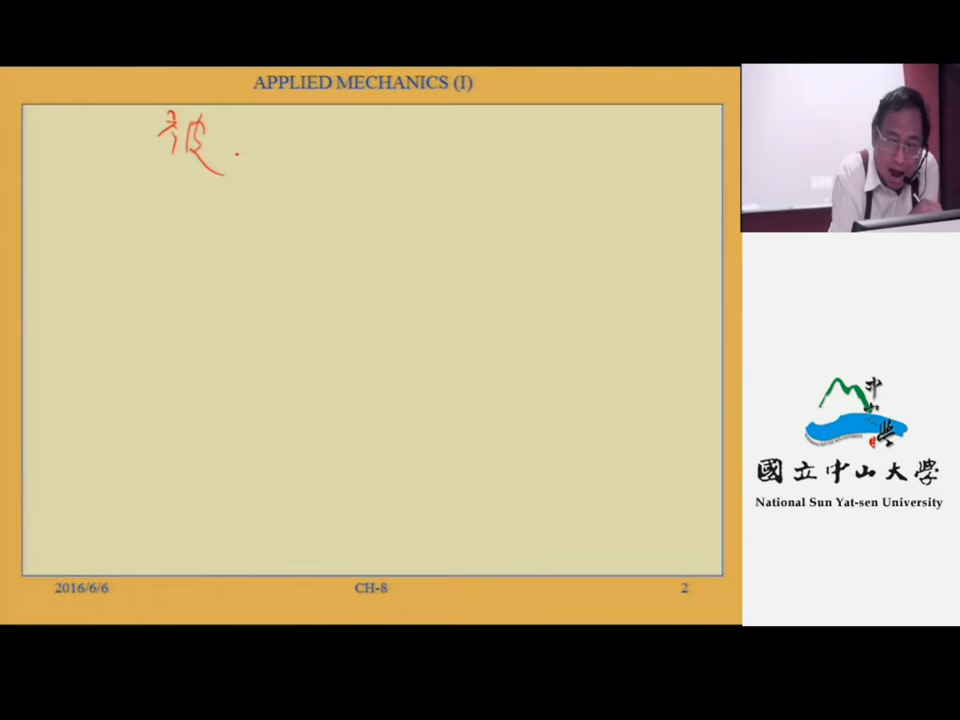 APPLIED MECHANICS (I)
被
國立中山大學
National Sun Yat-sen University
2016/6/6
CH-8
2